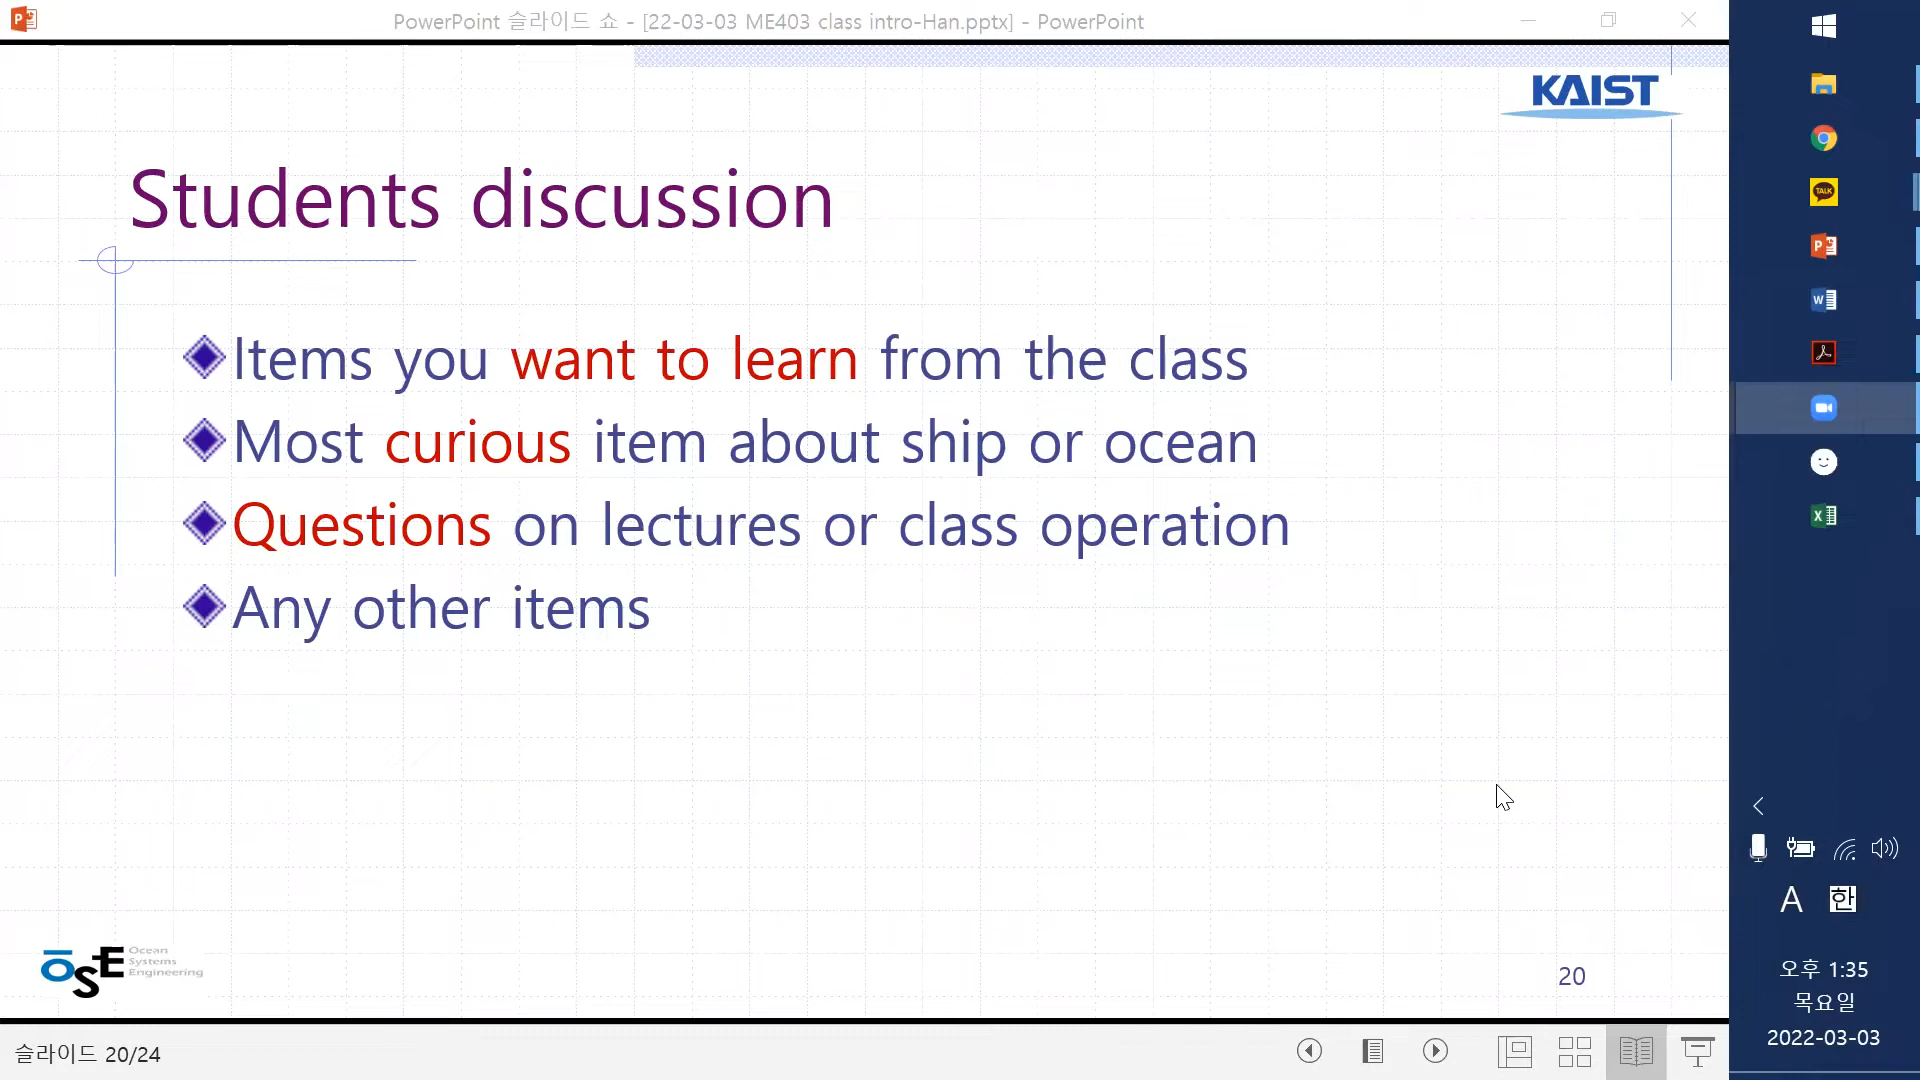 PowerPoint 슬라이드 쇼 - [22-03-03 ME403 class intro-Han.pptx] - PowerPoint
KAIST
Students discussion
Items you want to learn from the class
Most curious item about ship or ocean
Questions on lectures or class operation
Any other items
OSE Ocean
Systems
Engineering
20
슬라이드 20/24
TALK
A 한
오후 1:35
목요일
2022-03-03